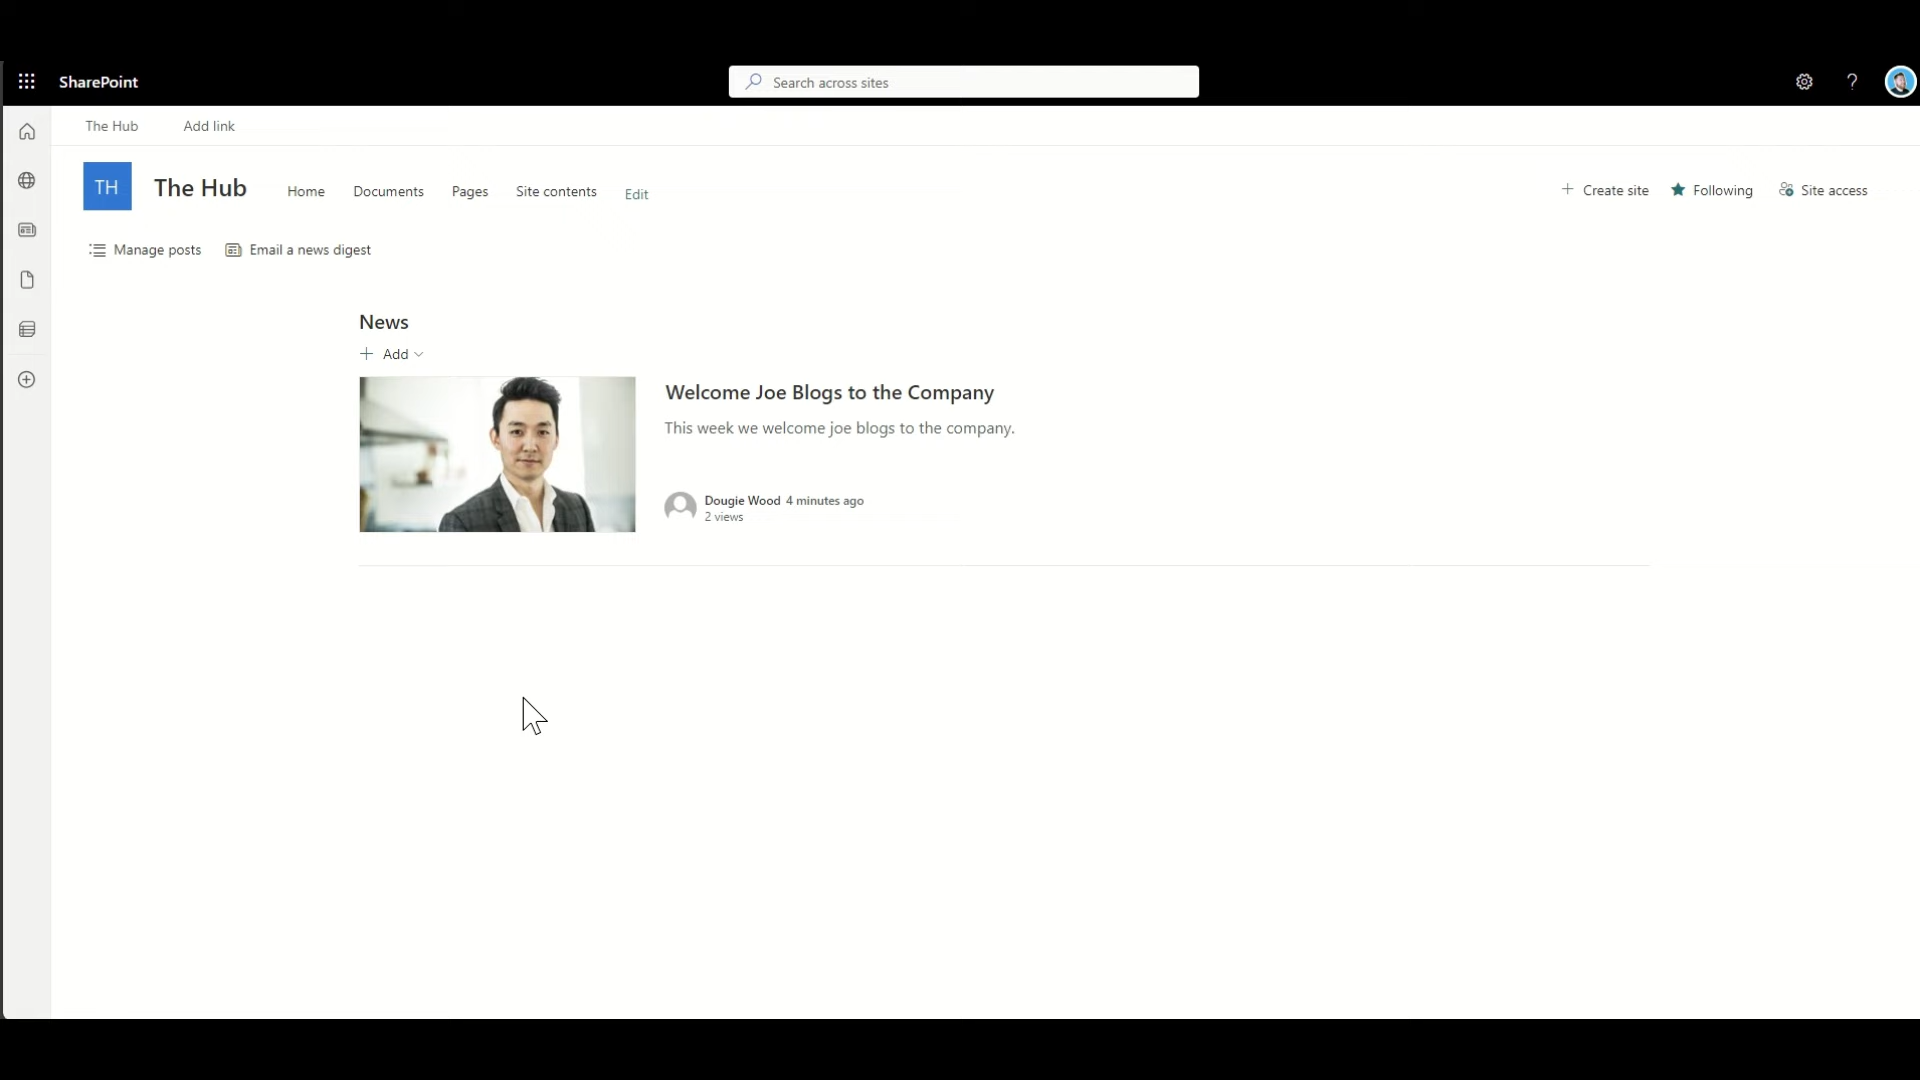 SharePoint
Search across sites
?
The Hub
Add link
TH
The Hub
Home
Documents
Pages
Site contents
Edit
Create site
Following
Site access
Manage posts
Email a news digest
News
Add
Welcome Joe Blogs to the Company
This week we welcome joe blogs to the company.
Dougie Wood 4 minutes ago
2 views